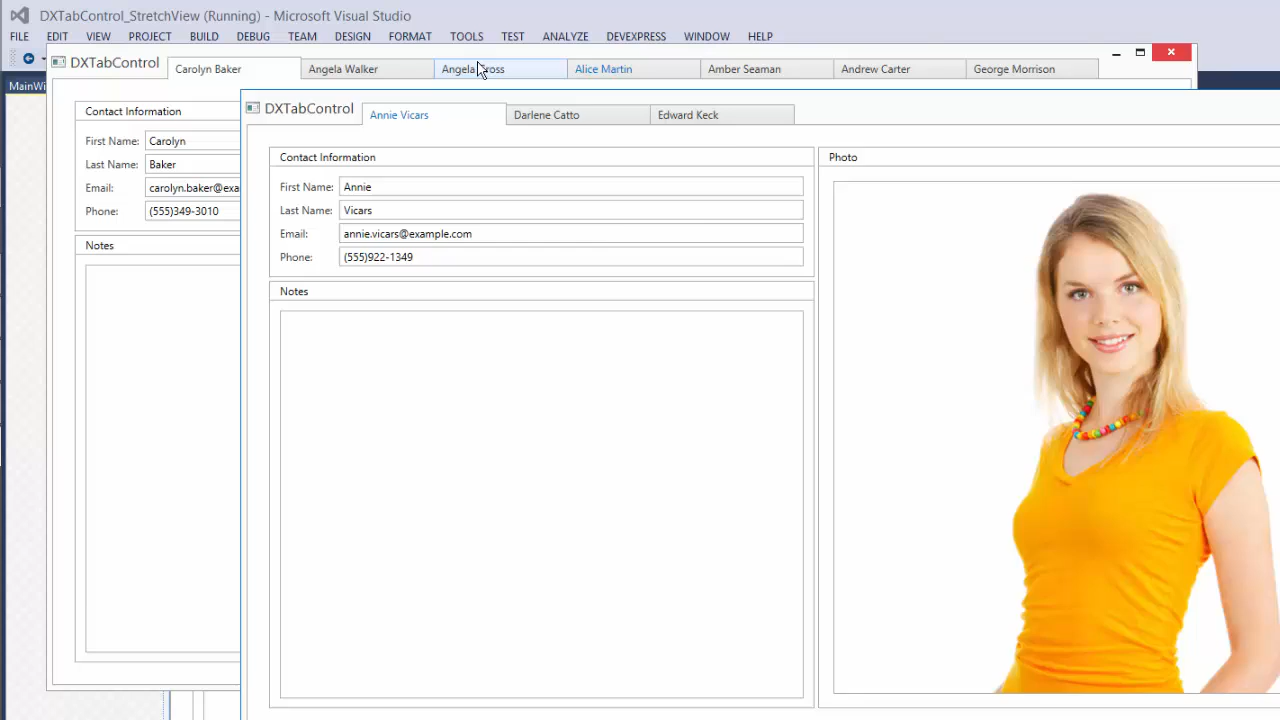 DXTabControl_StretchView (Running) - Microsoft Visual Studio
FILE EDIT VIEW PROJECT BUILD DEBUG TEAM DESIGN FORMAT TOOLS TEST ANALYZE DEVEXPRESS WINDOW HELP
DXTabControl Carolyn Baker Angela Walker Alice Martin Amber Seaman Andrew Carter George Morrison
Contact Information
First Name: Carolyn
Last Name: Baker
Email: carolyn.baker@exa
Phone: (555)349-3010
Notes
DXTabControl Annie Vicars Darlene Catto Edward Keck
Contact Information
First Name: Annie
Last Name: Vicars
Email: annie.vicars@example.com
Phone: (555)922-1349
Notes
Photo